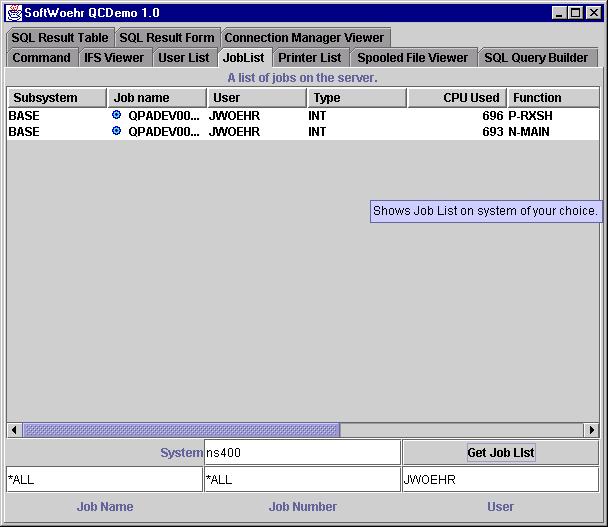 SoftWoehr QCDemo 1.0
SQL Result Table SQL Result Form Connection Manager Viewer
Command IFS Viewer User List JobList Printer List Spooled File Viewer SQL Query Builder
A list of jobs on the server.
Subsystem Job name User Type CPU Used Function
BASE QPADEV00... JWOEHR INT 696 P-RXSH
BASE QPADEV00... JWOEHR INT 693 N-MAIN
Shows Job List on system of your choice.
System ns400 Get Job List
*ALL *ALL JWOEHR
Job Name Job Number User